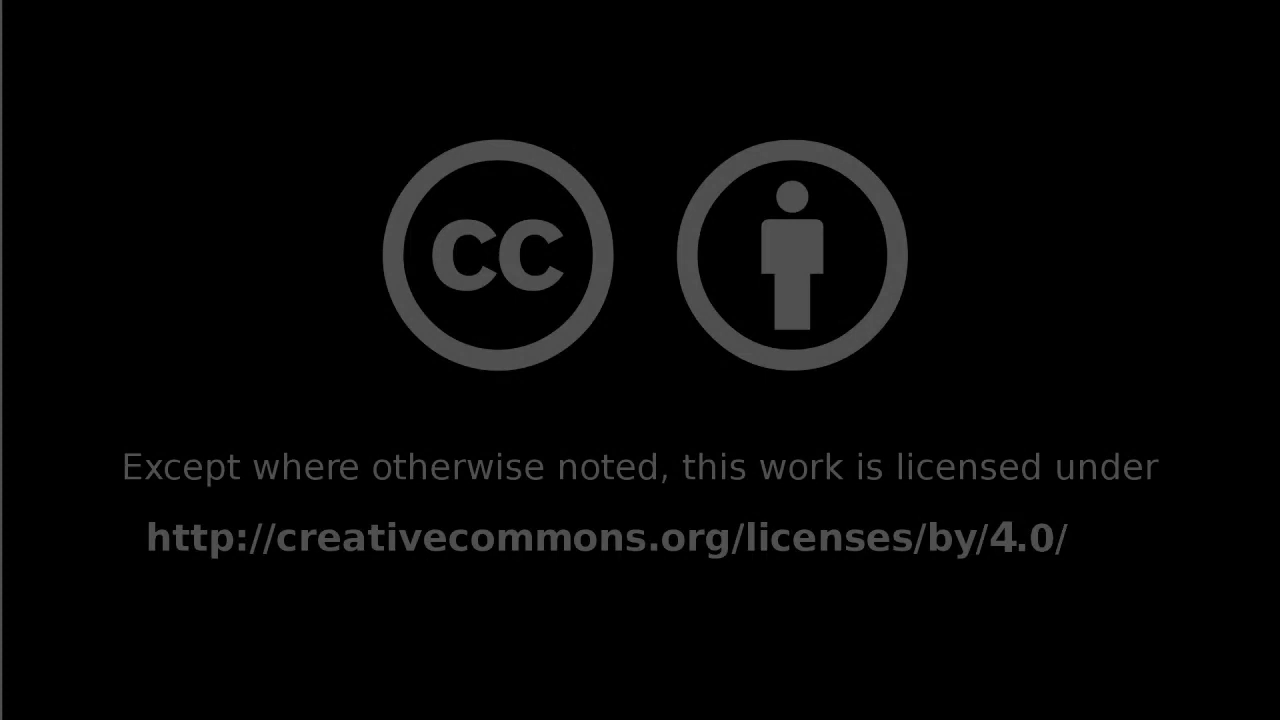 cc
Except where otherwise noted, this work is licensed under
http://creativecommons.org/licenses/by/4.0/